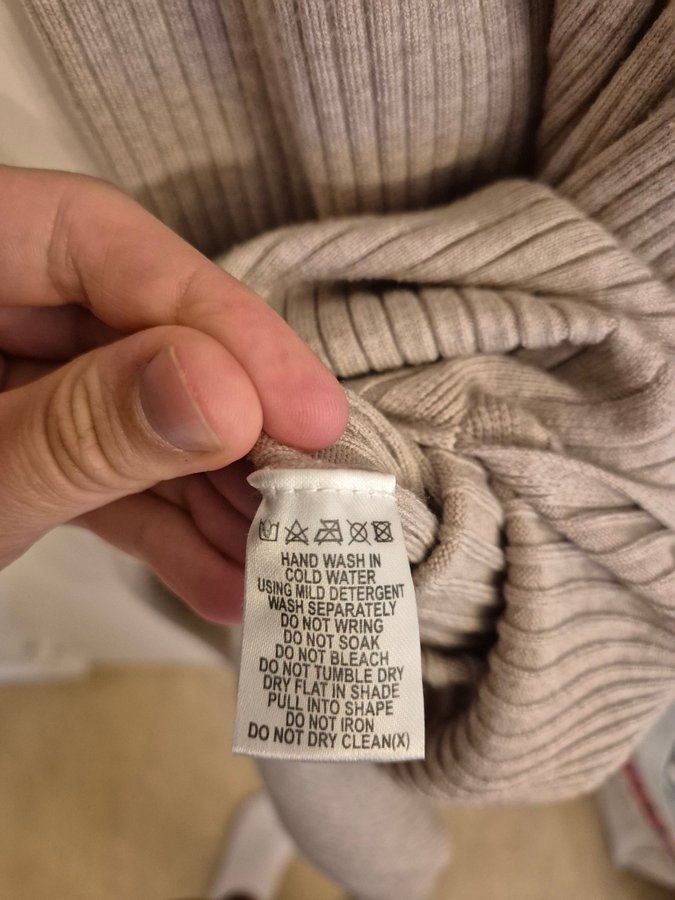 HAND WASH IN
COLD WATER
USING MILD DETERGENT
WASH SEPARATELY
DO NOT WRING
DO NOT SOAK
DO NOT BLEACH
DO NOT TUMBLE DRY
DRY FLAT IN SHADE
PULL INTO SHAPE
DO NOT IRON
DO NOT DRY CLEAN(X)